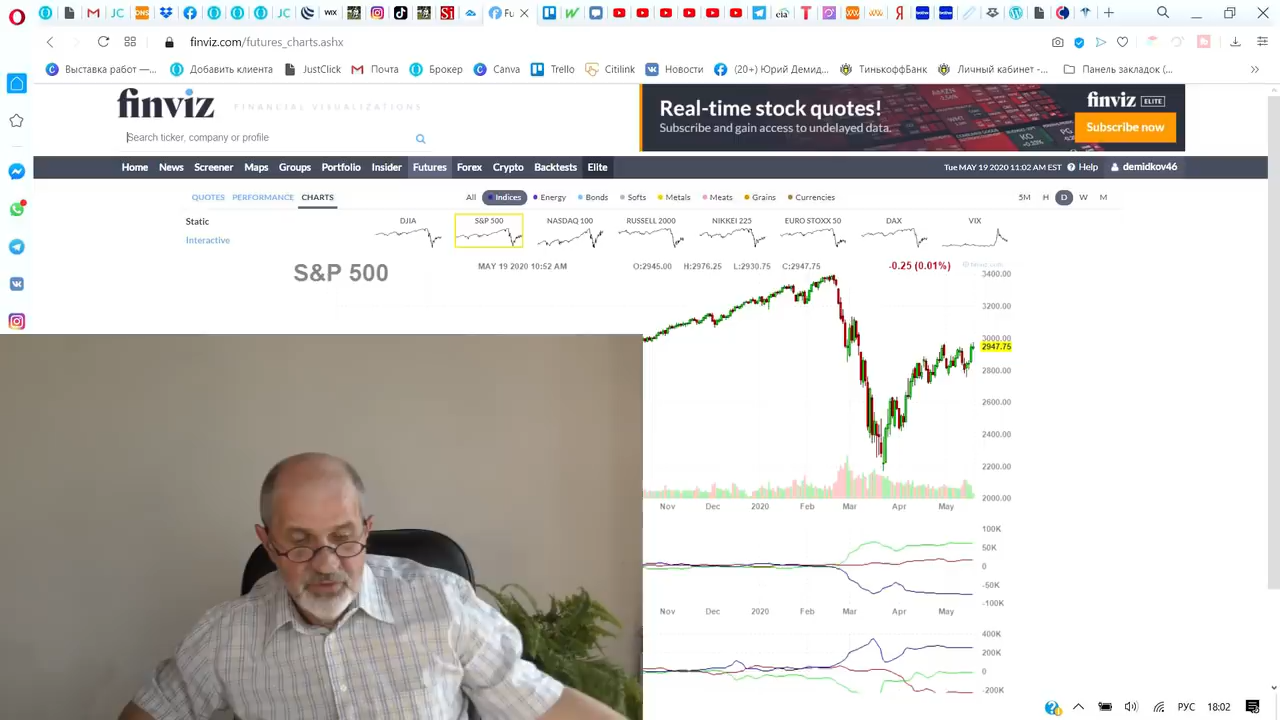 JC
DNS
WIX
Si
Fu
JC
T
Я
finviz.com/futures_charts.ashx
Выставка работ —...
Добавить клиента
JustClick
Почта
Брокер
Canva
Trello
Citilink
Новости
(20+) Юрий Демид...
ТинькоффБанк
Личный кабинет -...
Панель закладок (...
finviz
FINANCIAL VISUALIZATIONS
Real-time stock quotes!
Subscribe and gain access to undelayed data.
finviz ELITE
Subscribe now
Search ticker, company or profile
Home News Screener Maps Groups Portfolio Insider Futures Forex Crypto Backtests Elite
Tue MAY 19 2020 11:02 AM EST Help demidkov46
QUOTES PERFORMANCE CHARTS
All Indices Energy Bonds Softs Metals Meats Grains Currencies
5M H D W M
Static
Interactive
DJIA S&P 500 NASDAQ 100 RUSSELL 2000 NIKKEI 225 EURO STOXX 50 DAX VIX
S&P 500
MAY 19 2020 10:52 AM O:2945.00 H:2976.25 L:2930.75 C:2947.75 -0.25 (0.01%)
3400.00
3200.00
3000.00
2947.75
2800.00
2600.00
2400.00
2200.00
2000.00
Nov Dec 2020 Feb Mar Apr May
100K
50K
0
-50K
-100K
Nov Dec 2020 Feb Mar Apr May
400K
200K
0
-200K
РУС 18:02